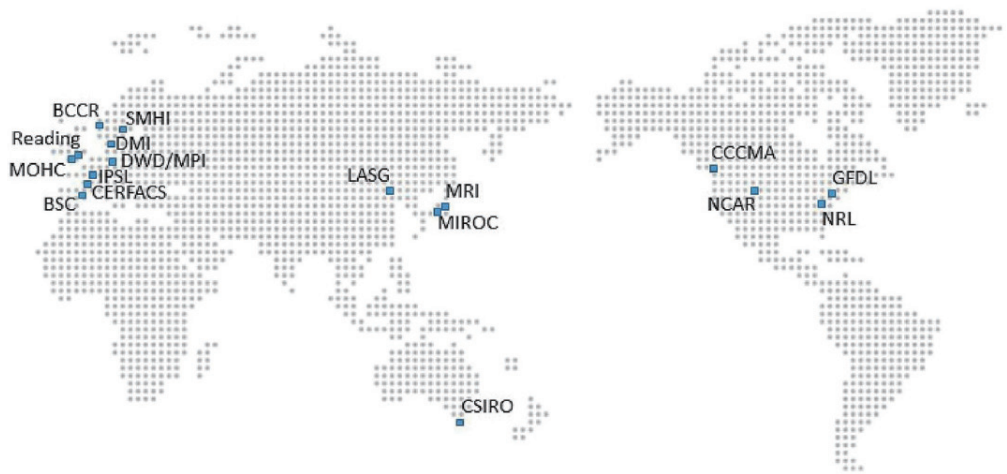 BCCR
SMHI
Reading
DMI
MOHC
DWD/MPI
IPSL
CERFACS
BSC
LASG
MRI
MIROC
CCCMA
GFDL
NCAR
NRL
CSIRO